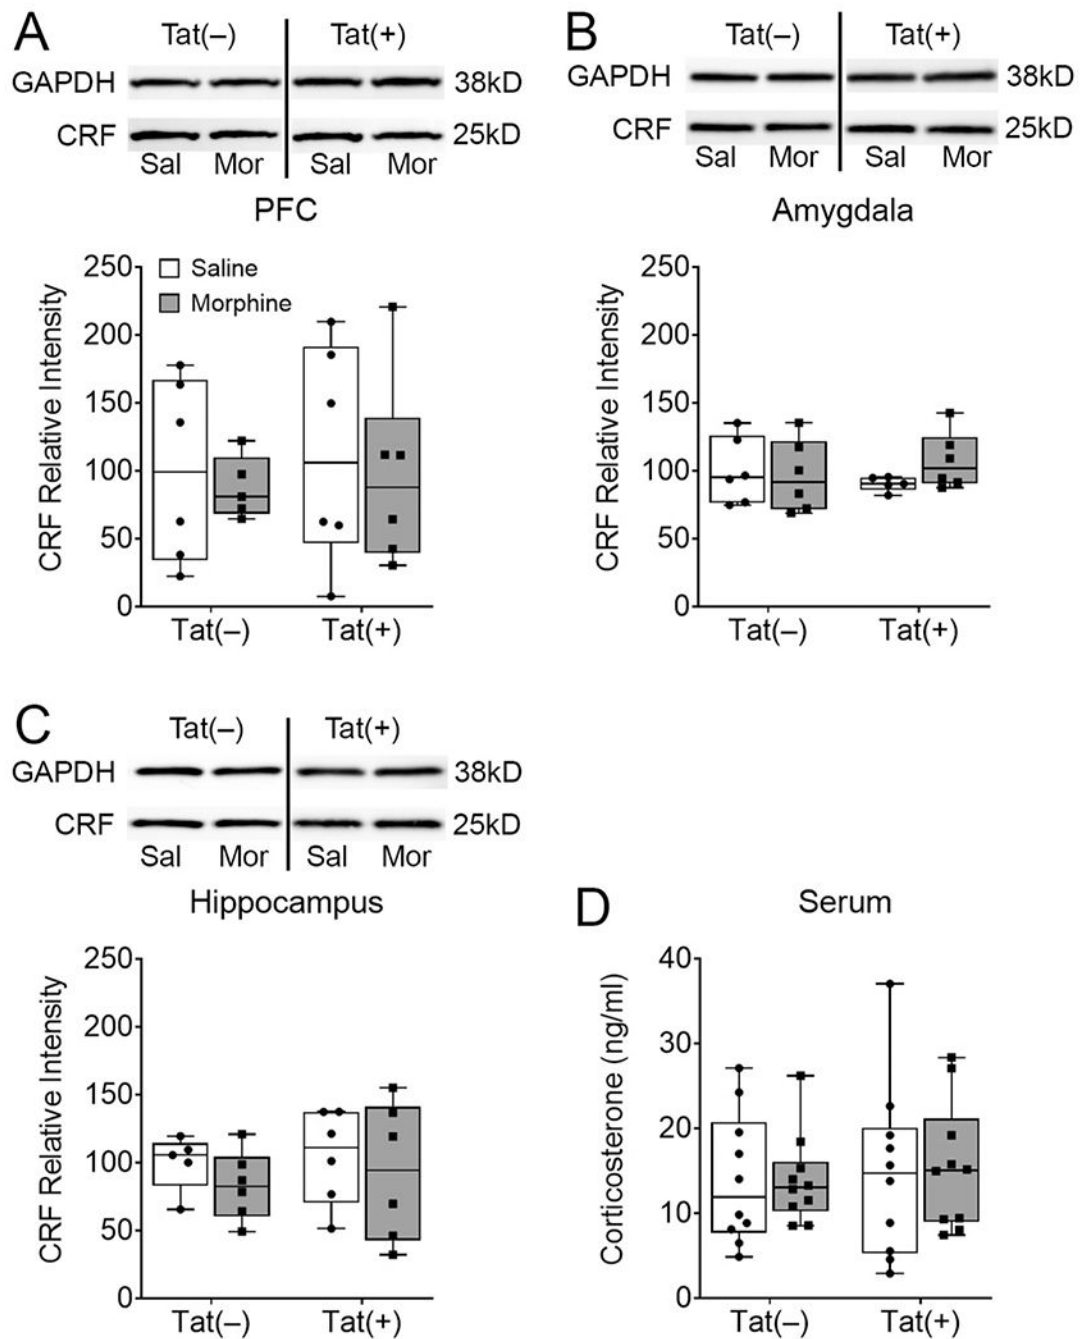 A
Tat(–) Tat(+)
GAPDH 38kD
CRF 25kD
Sal Mor Sal Mor
PFC
CRF Relative Intensity
250
200
150
100
50
0
Saline
Morphine
Tat(–) Tat(+)
B
Tat(–) Tat(+)
GAPDH 38kD
CRF 25kD
Sal Mor Sal Mor
Amygdala
CRF Relative Intensity
250
200
150
100
50
0
Tat(–) Tat(+)
C
Tat(–) Tat(+)
GAPDH 38kD
CRF 25kD
Sal Mor Sal Mor
Hippocampus
CRF Relative Intensity
250
200
150
100
50
0
Tat(–) Tat(+)
D
Serum
Corticosterone (ng/ml)
40
30
20
10
0
Tat(–) Tat(+)